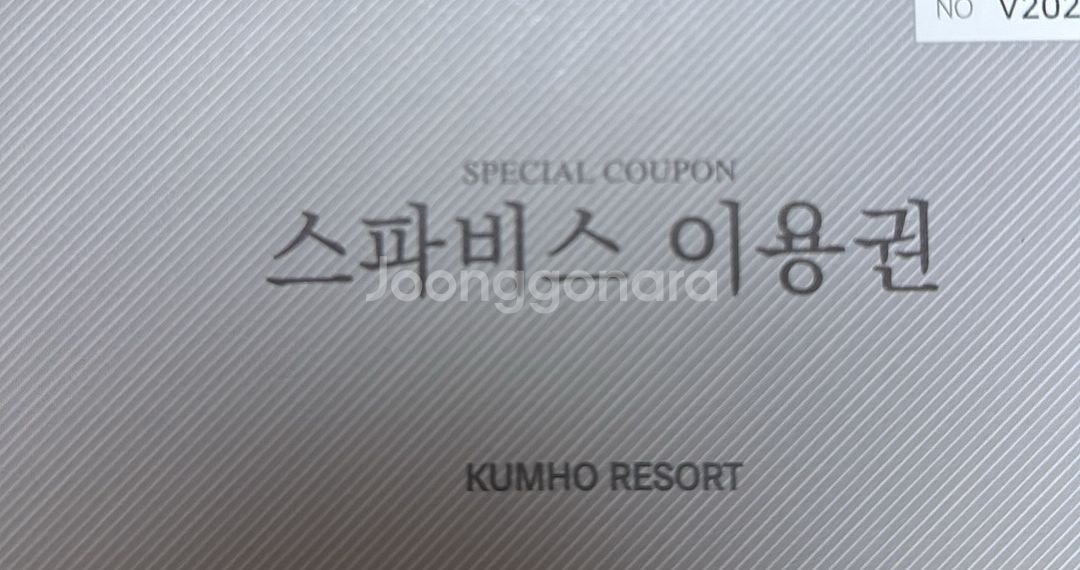 NO V202
SPECIAL COUPON
스파비스 이용권
Joonggonara
KUMHO RESORT